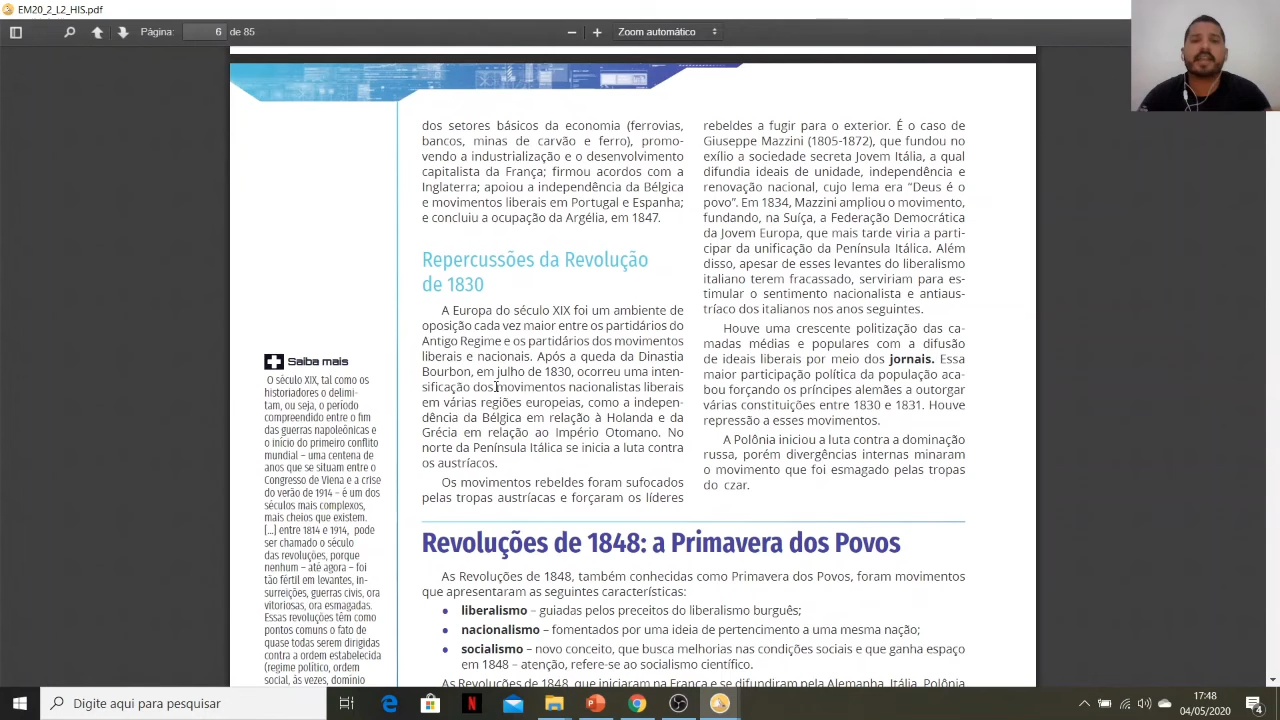 EM20_2_L2_HIS.pdf
Página:
6
de 85
Zoom automático
dos setores básicos da economia (ferrovias,
bancos, minas de carvão e ferro), promo-
vendo a industrialização e o desenvolvimento
capitalista da França; firmou acordos com a
Inglaterra; apoiou a independência da Bélgica
e movimentos liberais em Portugal e Espanha;
e concluiu a ocupação da Argélia, em 1847.
Repercussões da Revolução
de 1830
A Europa do século XIX foi um ambiente de
oposição cada vez maior entre os partidários do
Antigo Regime e os partidários dos movimentos
liberais e nacionais. Após a queda da Dinastia
Bourbon, em julho de 1830, ocorreu uma inten-
sificação dos movimentos nacionalistas liberais
em várias regiões europeias, como a indepen-
dência da Bélgica em relação à Holanda e da
Grécia em relação ao Império Otomano. No
norte da Península Itálica se inicia a luta contra
os austríacos.
Os movimentos rebeldes foram sufocados
pelas tropas austríacas e forçaram os líderes
rebeldes a fugir para o exterior. É o caso de
Giuseppe Mazzini (1805-1872), que fundou no
exílio a sociedade secreta Jovem Itália, a qual
difundia ideais de unidade, independência e
renovação nacional, cujo lema era “Deus é o
povo”. Em 1834, Mazzini ampliou o movimento,
fundando, na Suíça, a Federação Democrática
da Jovem Europa, que mais tarde viria a parti-
cipar da unificação da Península Itálica. Além
disso, apesar de esses levantes do liberalismo
italiano terem fracassado, serviriam para es-
timular o sentimento nacionalista e antiaus-
tríaco dos italianos nos anos seguintes.
Houve uma crescente politização das ca-
madas médias e populares com a difusão
de ideais liberais por meio dos jornais. Essa
maior participação política da população aca-
bou forçando os príncipes alemães a outorgar
várias constituições entre 1830 e 1831. Houve
repressão a esses movimentos.
A Polônia iniciou a luta contra a dominação
russa, porém divergências internas minaram
o movimento que foi esmagado pelas tropas
do czar.
Saiba mais
O século XIX, tal como os
historiadores o delimi-
tam, ou seja, o período
compreendido entre o fim
das guerras napoleônicas e
o início do primeiro conflito
mundial – uma centena de
anos que se situam entre o
Congresso de Viena e a crise
do verão de 1914 – é um dos
séculos mais complexos,
mais cheios que existem.
[...] entre 1814 e 1914, pode
ser chamado o século
das revoluções, porque
nenhum – até agora – foi
tão fértil em levantes, in-
surreições, guerras civis, ora
vitoriosas, ora esmagadas.
Essas revoluções têm como
pontos comuns o fato de
quase todas serem dirigidas
contra a ordem estabelecida
(regime político, ordem
social, às vezes, domínio
Revoluções de 1848: a Primavera dos Povos
As Revoluções de 1848, também conhecidas como Primavera dos Povos, foram movimentos
que apresentaram as seguintes características:
● liberalismo – guiadas pelos preceitos do liberalismo burguês;
● nacionalismo – fomentados por uma ideia de pertencimento a uma mesma nação;
● socialismo – novo conceito, que busca melhorias nas condições sociais e que ganha espaço
em 1848 – atenção, refere-se ao socialismo científico.
As Revoluções de 1848, que iniciaram na França e se difundiram pela Alemanha, Itália, Polônia
Digite aqui para pesquisar
17:48
04/05/2020
4